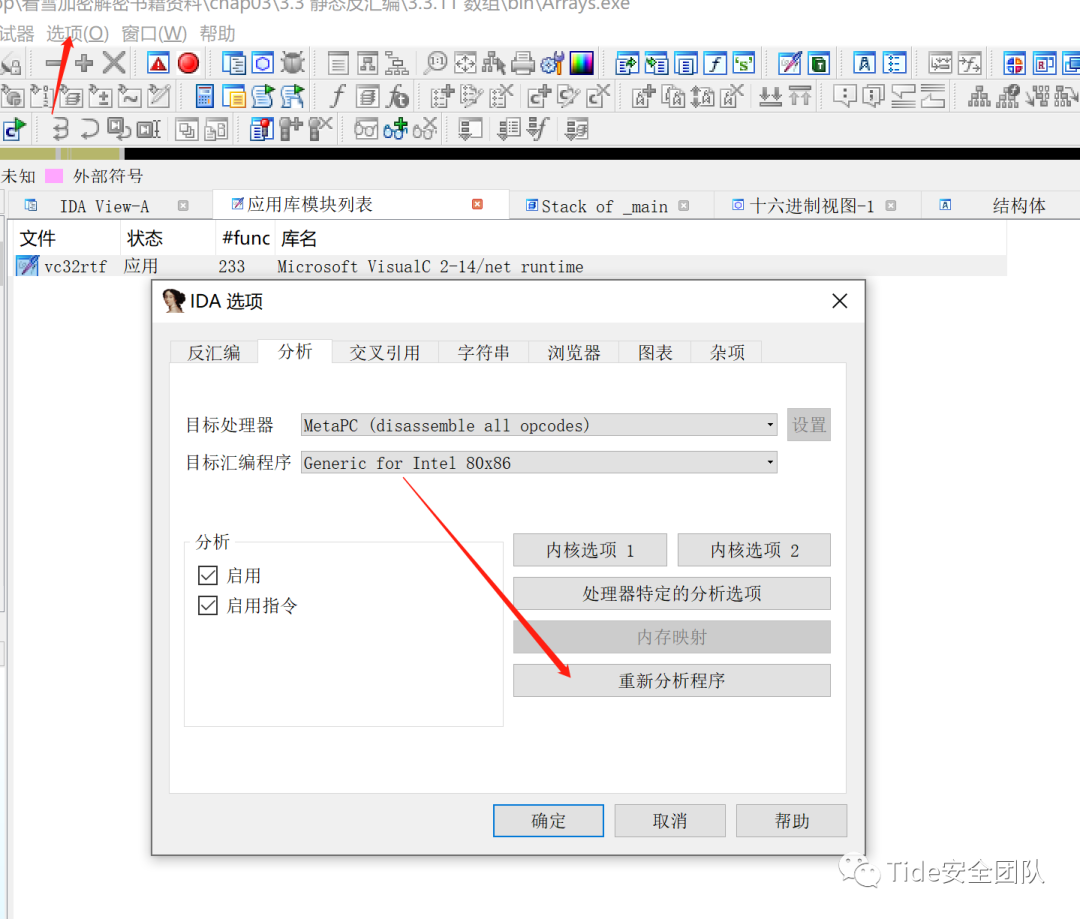 op\看雪加密解密书籍资料\chap03\3.3 静态反汇编\3.3.11 数组\bin\Arrays.exe
试器 选项(O) 窗口(W) 帮助
未知 外部符号
IDA View-A 应用库模块列表 Stack of _main 十六进制视图-1 结构体
文件 状态 #func 库名
vc32rtf 应用 233 Microsoft VisualC 2-14/net runtime
IDA 选项
反汇编 分析 交叉引用 字符串 浏览器 图表 杂项
目标处理器 MetaPC (disassemble all opcodes) 设置
目标汇编程序 Generic for Intel 80x86
分析
启用
启用指令
内核选项 1 内核选项 2
处理器特定的分析选项
内存映射
重新分析程序
确定 取消 帮助
Tide安全团队